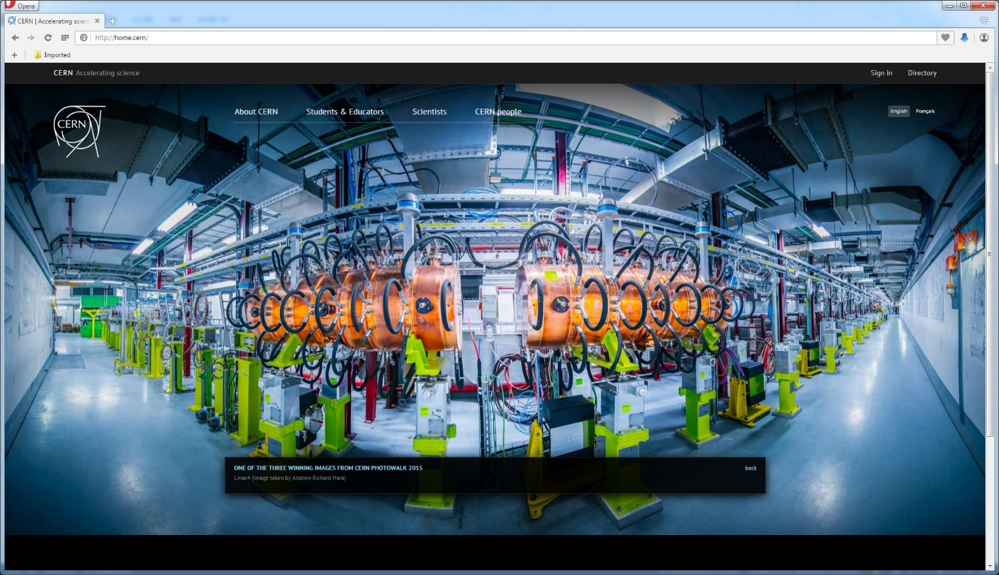 Opera
CERN | Accelerating scienc
http://home.cern/
Imported
CERN Accelerating science
Sign in
Directory
CERN
About CERN
Students & Educators
Scientists
CERN people
English
Français
ONE OF THE THREE WINNING IMAGES FROM CERN PHOTOWALK 2015
back
Linac4 (Image taken by Andrew Richard Hara)